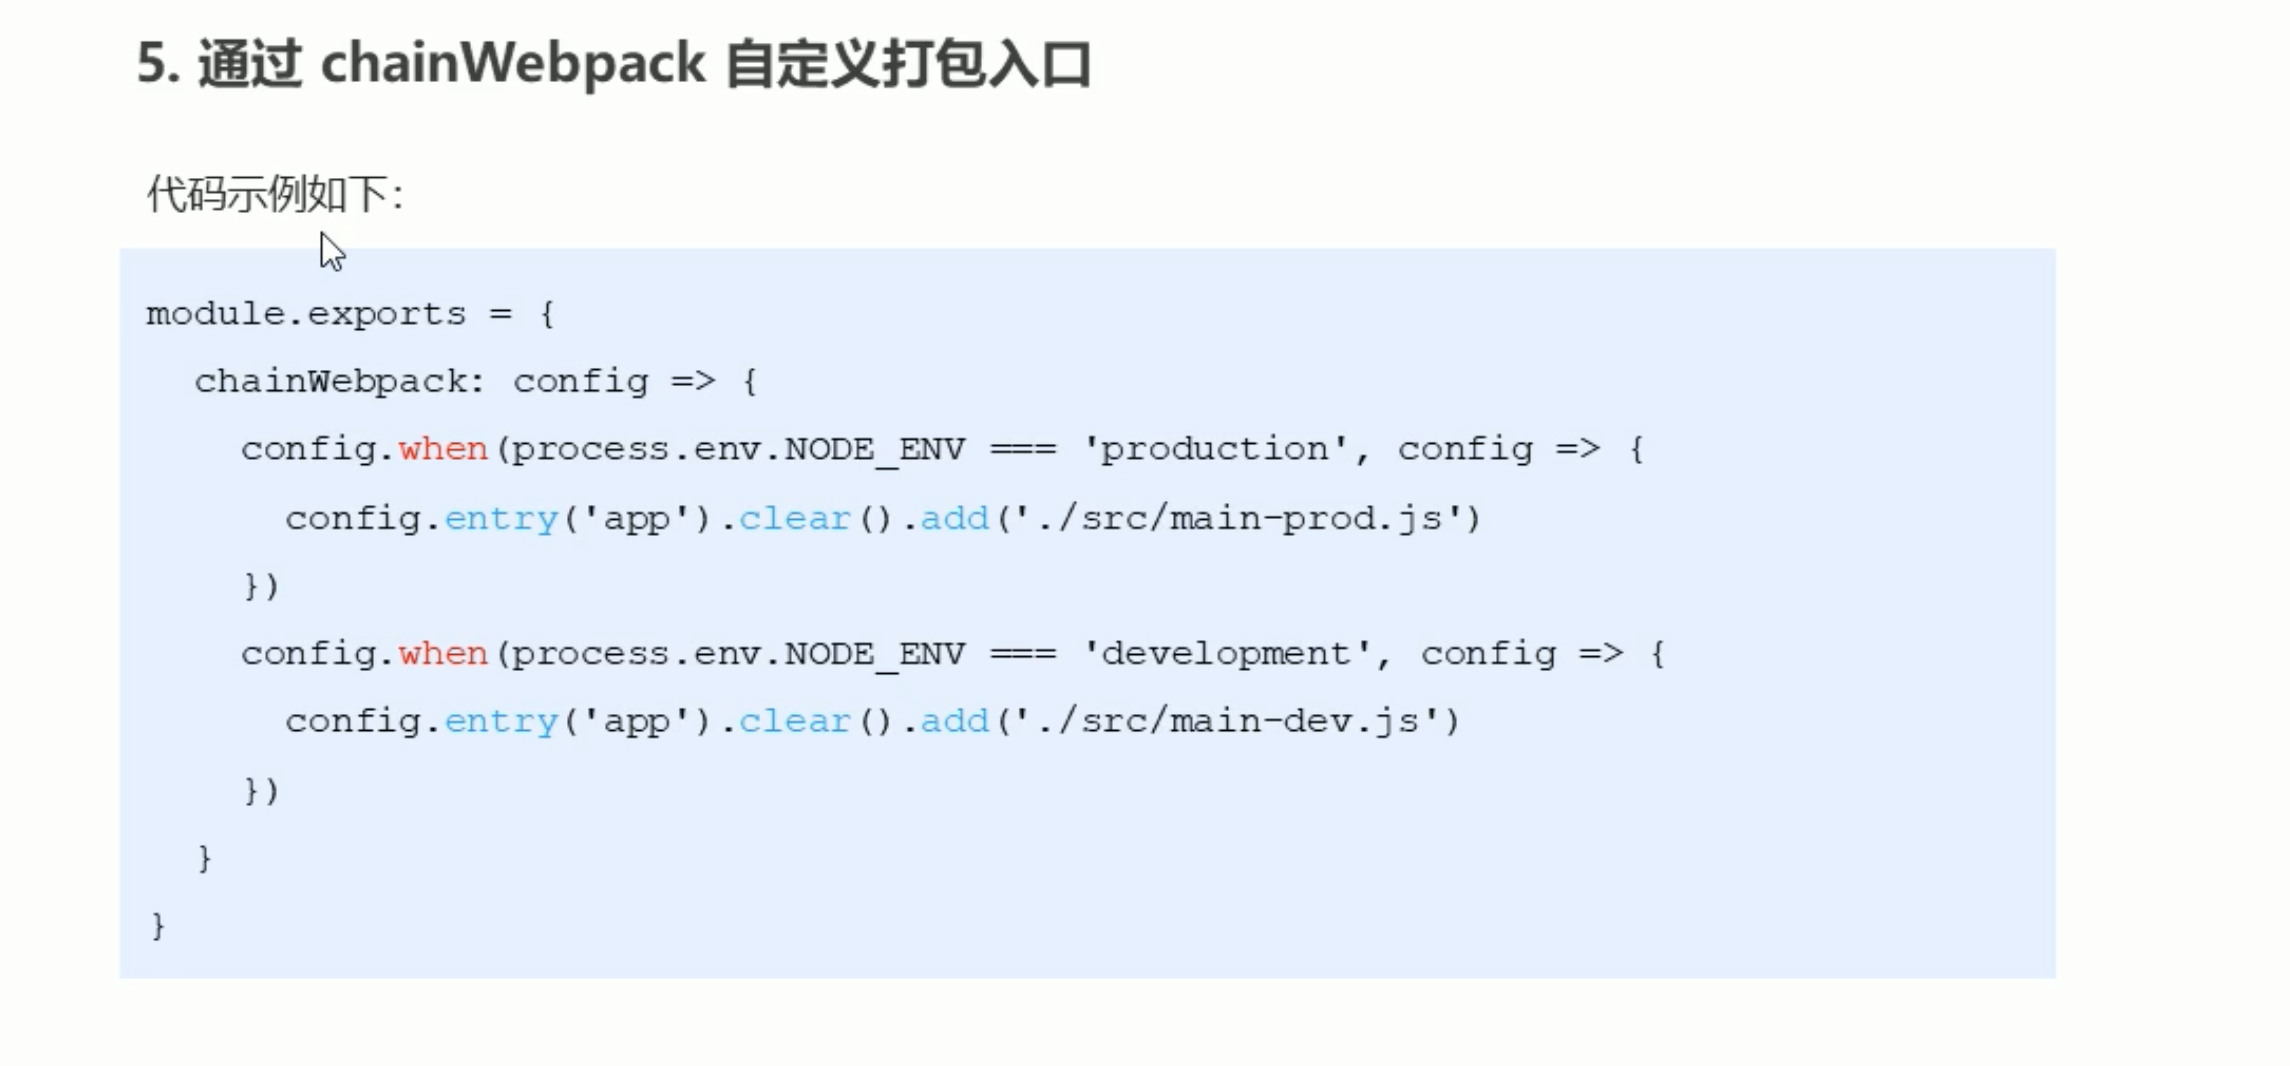 5. 通过 chainWebpack 自定义打包入口
代码示例如下：
module.exports = {
  chainWebpack: config => {
    config.when(process.env.NODE_ENV === 'production', config => {
      config.entry('app').clear().add('./src/main-prod.js')
    })
    config.when(process.env.NODE_ENV === 'development', config => {
      config.entry('app').clear().add('./src/main-dev.js')
    })
  }
}